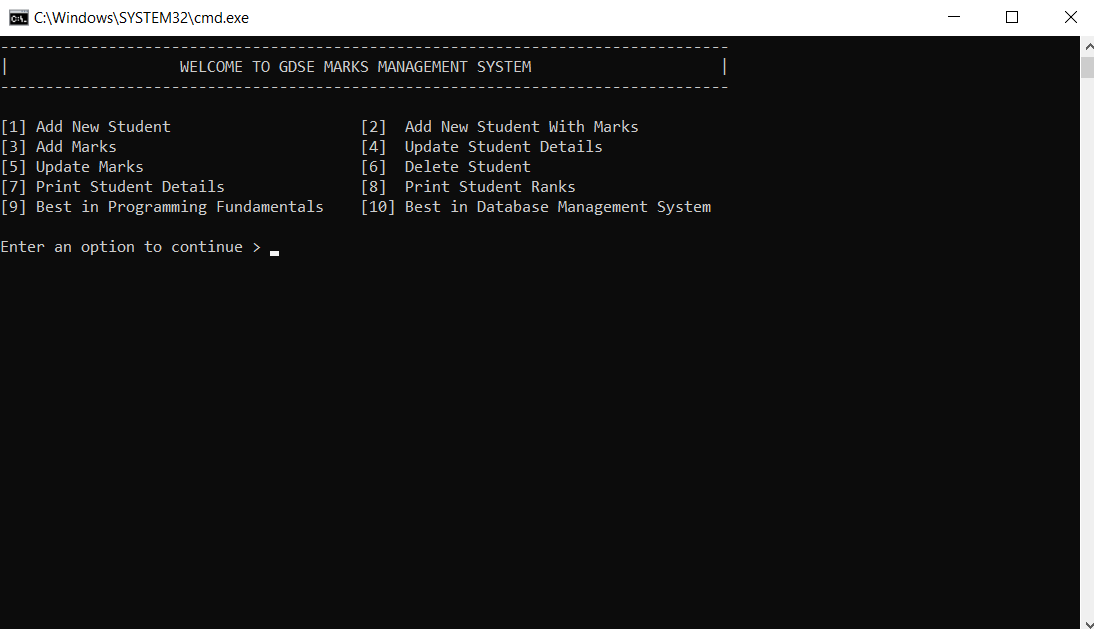 C:\Windows\SYSTEM32\cmd.exe
--------------------------------------------------------------------------------
| WELCOME TO GDSE MARKS MANAGEMENT SYSTEM |
--------------------------------------------------------------------------------
[1] Add New Student [2] Add New Student With Marks
[3] Add Marks [4] Update Student Details
[5] Update Marks [6] Delete Student
[7] Print Student Details [8] Print Student Ranks
[9] Best in Programming Fundamentals [10] Best in Database Management System
Enter an option to continue > _